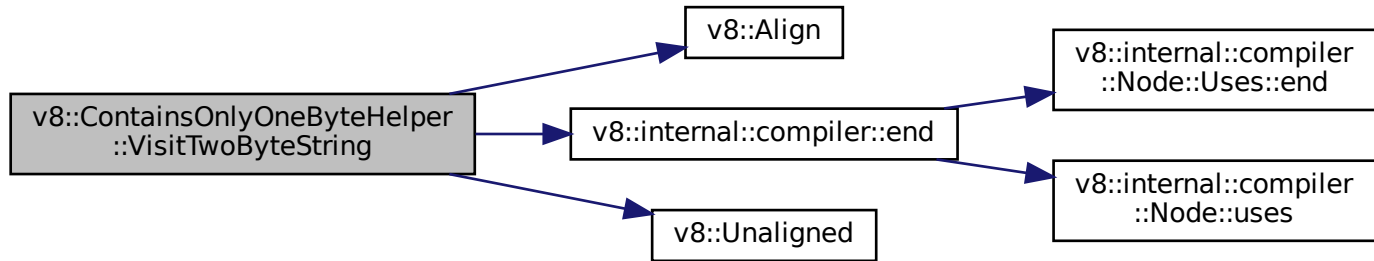 v8::ContainsOnlyOneByteHelper
::VisitTwoByteString
v8::Align
v8::internal::compiler::end
v8::Unaligned
v8::internal::compiler
::Node::Uses::end
v8::internal::compiler
::Node::uses